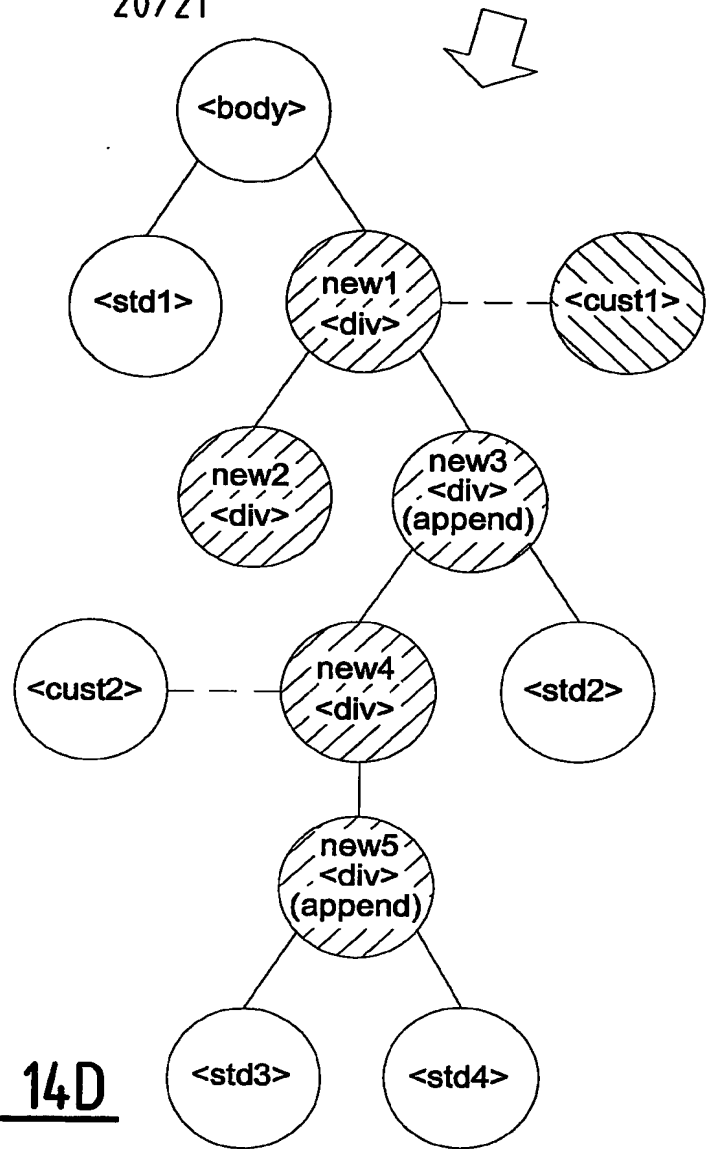 20/21
<body>
<std1>
new1
<div>
<cust1>
new2
<div>
new3
<div>
(append)
<cust2>
new4
<div>
<std2>
new5
<div>
(append)
<std3>
<std4>
14D